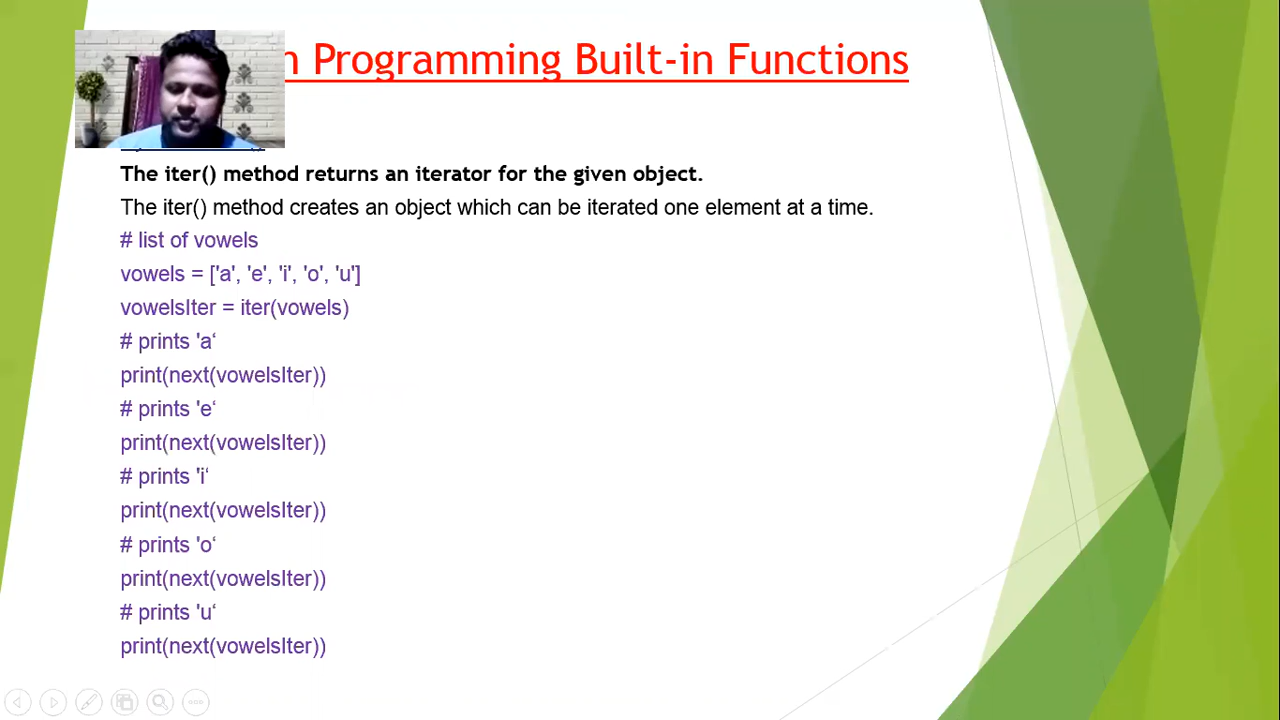 Programming Built-in Functions
The iter() method returns an iterator for the given object.
The iter() method creates an object which can be iterated one element at a time.
# list of vowels
vowels = ['a', 'e', 'i', 'o', 'u']
vowelsIter = iter(vowels)
# prints 'a‘
print(next(vowelsIter))
# prints 'e‘
print(next(vowelsIter))
# prints 'i‘
print(next(vowelsIter))
# prints 'o‘
print(next(vowelsIter))
# prints 'u‘
print(next(vowelsIter))